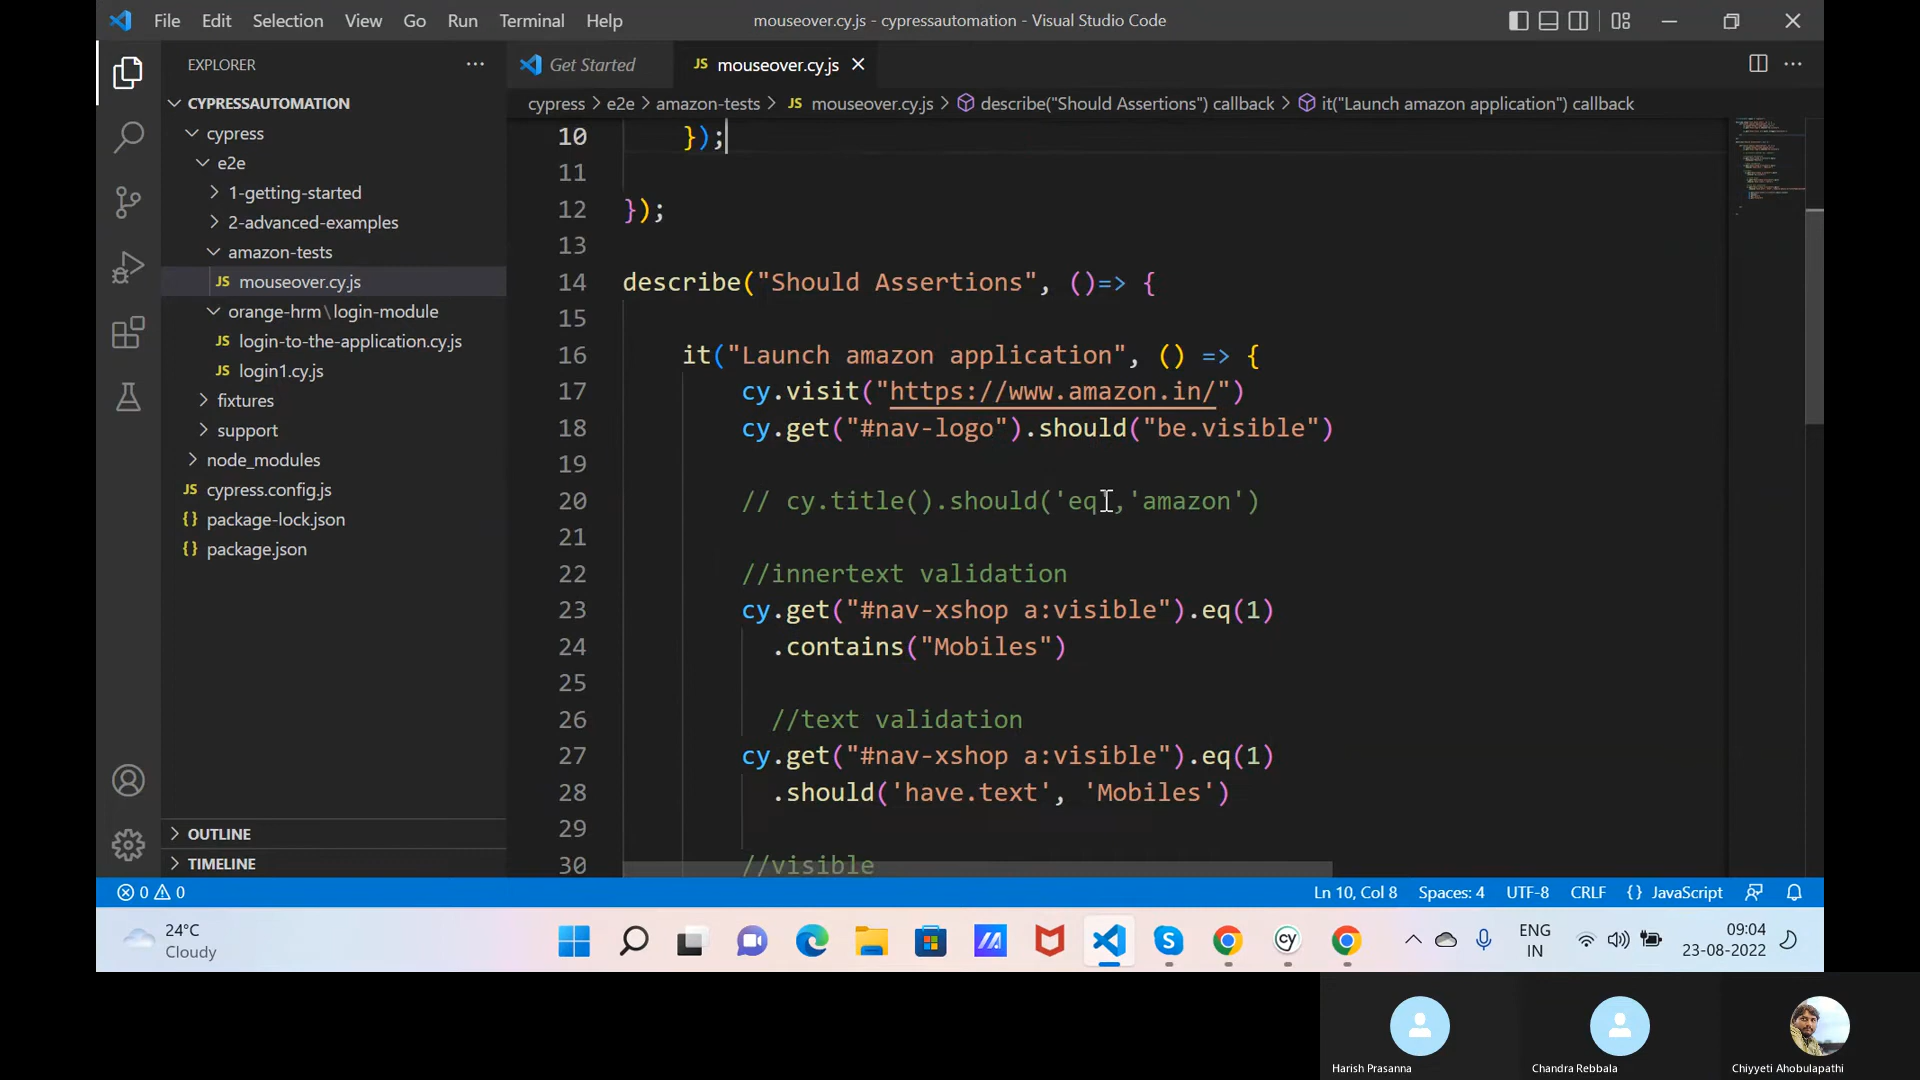 File Edit Selection View Go Run Terminal Help
mouseover.cy.js - cypressautomation - Visual Studio Code
EXPLORER
CYPRESSAUTOMATION
cypress
e2e
1-getting-started
2-advanced-examples
amazon-tests
JS mouseover.cy.js
orange-hrm\login-module
JS login-to-the-application.cy.js
JS login1.cy.js
fixtures
support
node_modules
JS cypress.config.js
{} package-lock.json
{} package.json
OUTLINE
TIMELINE
Get Started
JS mouseover.cy.js
cypress > e2e > amazon-tests > JS mouseover.cy.js > describe("Should Assertions") callback > it("Launch amazon application") callback
10 });
11
12 });
13
14 describe("Should Assertions", ()=> {
15
16 it("Launch amazon application", () => {
17 cy.visit("https://www.amazon.in/")
18 cy.get("#nav-logo").should("be.visible")
19
20 // cy.title().should('eq','amazon')
21
22 //innertext validation
23 cy.get("#nav-xshop a:visible").eq(1)
24 .contains("Mobiles")
25
26 //text validation
27 cy.get("#nav-xshop a:visible").eq(1)
28 .should('have.text', 'Mobiles')
29
30 //visible
0 0
Ln 10, Col 8 Spaces: 4 UTF-8 CRLF {} JavaScript
24°C
Cloudy
cy
ENG
IN
09:04
23-08-2022
Harish Prasanna
Chandra Rebbala
Chiyyeti Ahobulapathi